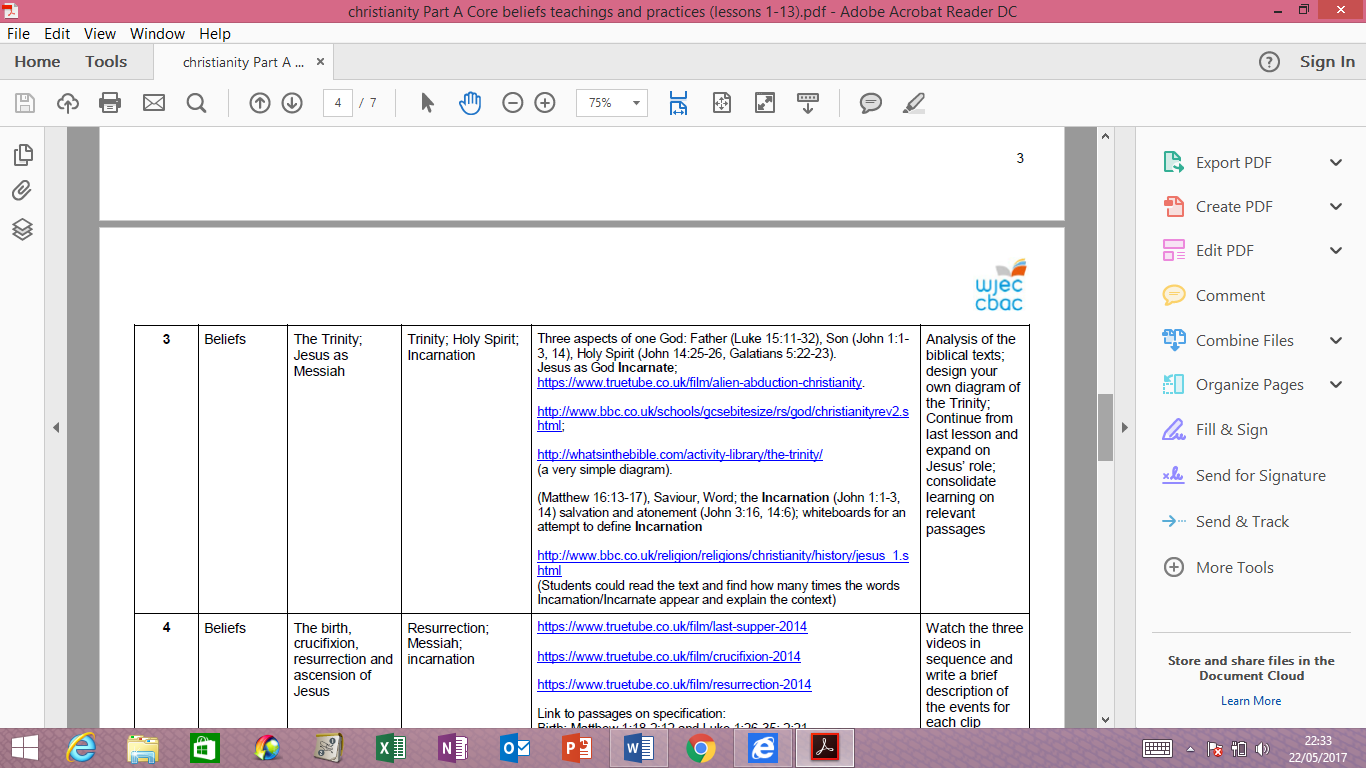 christianity Part A Core beliefs teachings and practices (lessons 1-13).pdf - Adobe Acrobat Reader DC
File Edit View Window Help
Home Tools christianity Part A ... × Sign In
4 / 7 75%
3
wjec
cbac
3
Beliefs
The Trinity;
Jesus as
Messiah
Trinity; Holy Spirit;
Incarnation
Three aspects of one God: Father (Luke 15:11-32), Son (John 1:1-
3, 14), Holy Spirit (John 14:25-26, Galatians 5:22-23).
Jesus as God Incarnate;
https://www.truetube.co.uk/film/alien-abduction-christianity.
http://www.bbc.co.uk/schools/gcsebitesize/rs/god/christianityrev2.s
html;
http://whatsinthebible.com/activity-library/the-trinity/
(a very simple diagram).
(Matthew 16:13-17), Saviour, Word; the Incarnation (John 1:1-3,
14) salvation and atonement (John 3:16, 14:6); whiteboards for an
attempt to define Incarnation
http://www.bbc.co.uk/religion/religions/christianity/history/jesus_1.s
html
(Students could read the text and find how many times the words
Incarnation/Incarnate appear and explain the context)
Analysis of the
biblical texts;
design your
own diagram of
the Trinity;
Continue from
last lesson and
expand on
Jesus' role;
consolidate
learning on
relevant
passages
4
Beliefs
The birth,
crucifixion,
resurrection and
ascension of
Jesus
Resurrection;
Messiah;
incarnation
https://www.truetube.co.uk/film/last-supper-2014
https://www.truetube.co.uk/film/crucifixion-2014
https://www.truetube.co.uk/film/resurrection-2014
Link to passages on specification:
Birth: Matthew 1:18-2:12 and Luke 1:26-35; 2:21
Watch the three
videos in
sequence and
write a brief
description of
the events for
each clip
Export PDF
Create PDF
Edit PDF
Comment
Combine Files
Organize Pages
Fill & Sign
Send for Signature
Send & Track
More Tools
Store and share files in the
Document Cloud
Learn More
22:33
22/05/2017